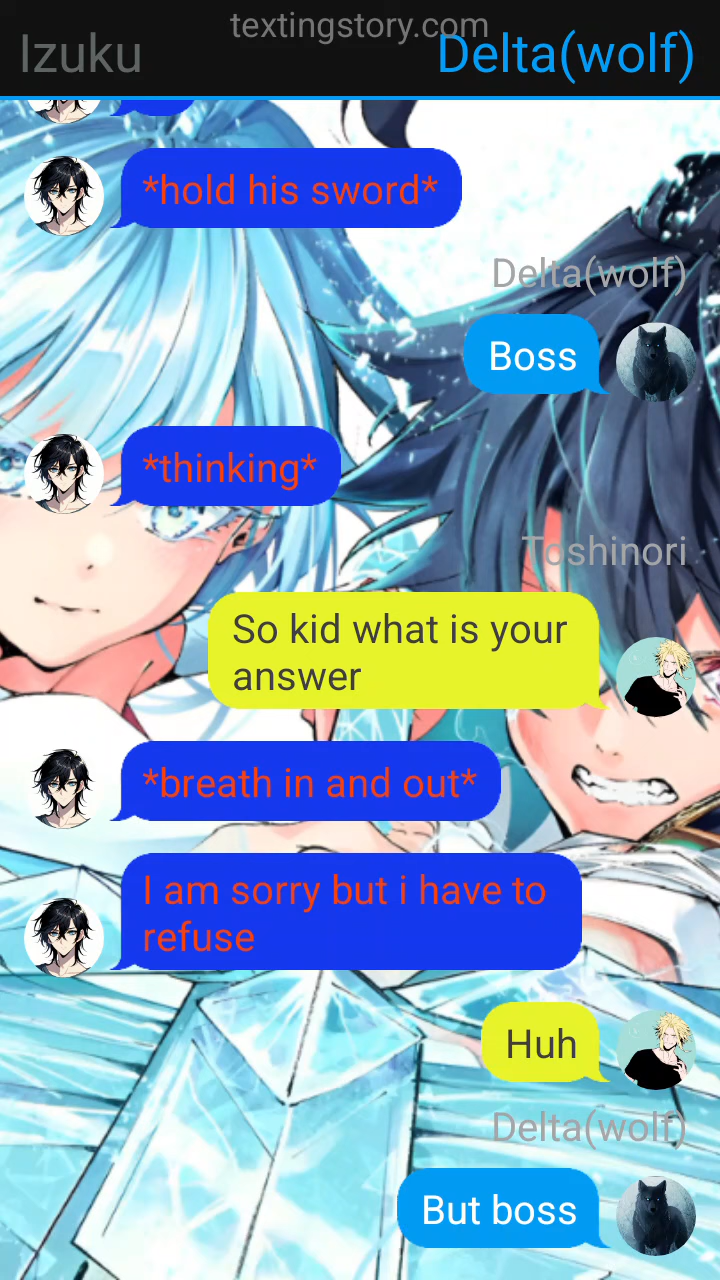 textingstory.com
Izuku
Delta(wolf)
*hold his sword*
Delta(wolf)
Boss
*thinking*
Toshinori
So kid what is your
answer
*breath in and out*
I am sorry but i have to
refuse
Huh
Delta(wolf)
But boss